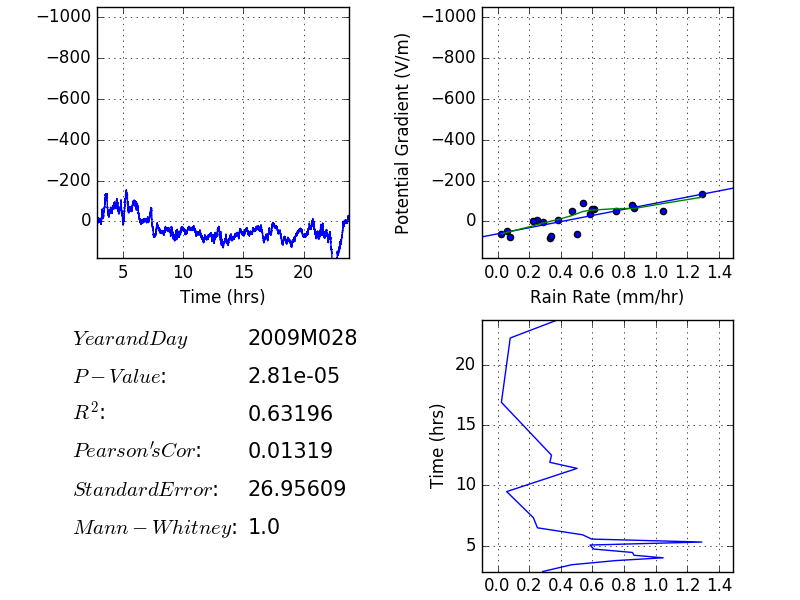 −1000
−800
−600
−400
−200
0
5 10 15 20
Time (hrs)
Potential Gradient (V/m)
−1000
−800
−600
−400
−200
0
0.0 0.2 0.4 0.6 0.8 1.0 1.2 1.4
Rain Rate (mm/hr)
YearandDay 2009M028
P−Value: 2.81e-05
R²: 0.63196
Pearson'sCor: 0.01319
StandardError: 26.95609
Mann−Whitney: 1.0
Time (hrs)
20
15
10
5
0.0 0.2 0.4 0.6 0.8 1.0 1.2 1.4